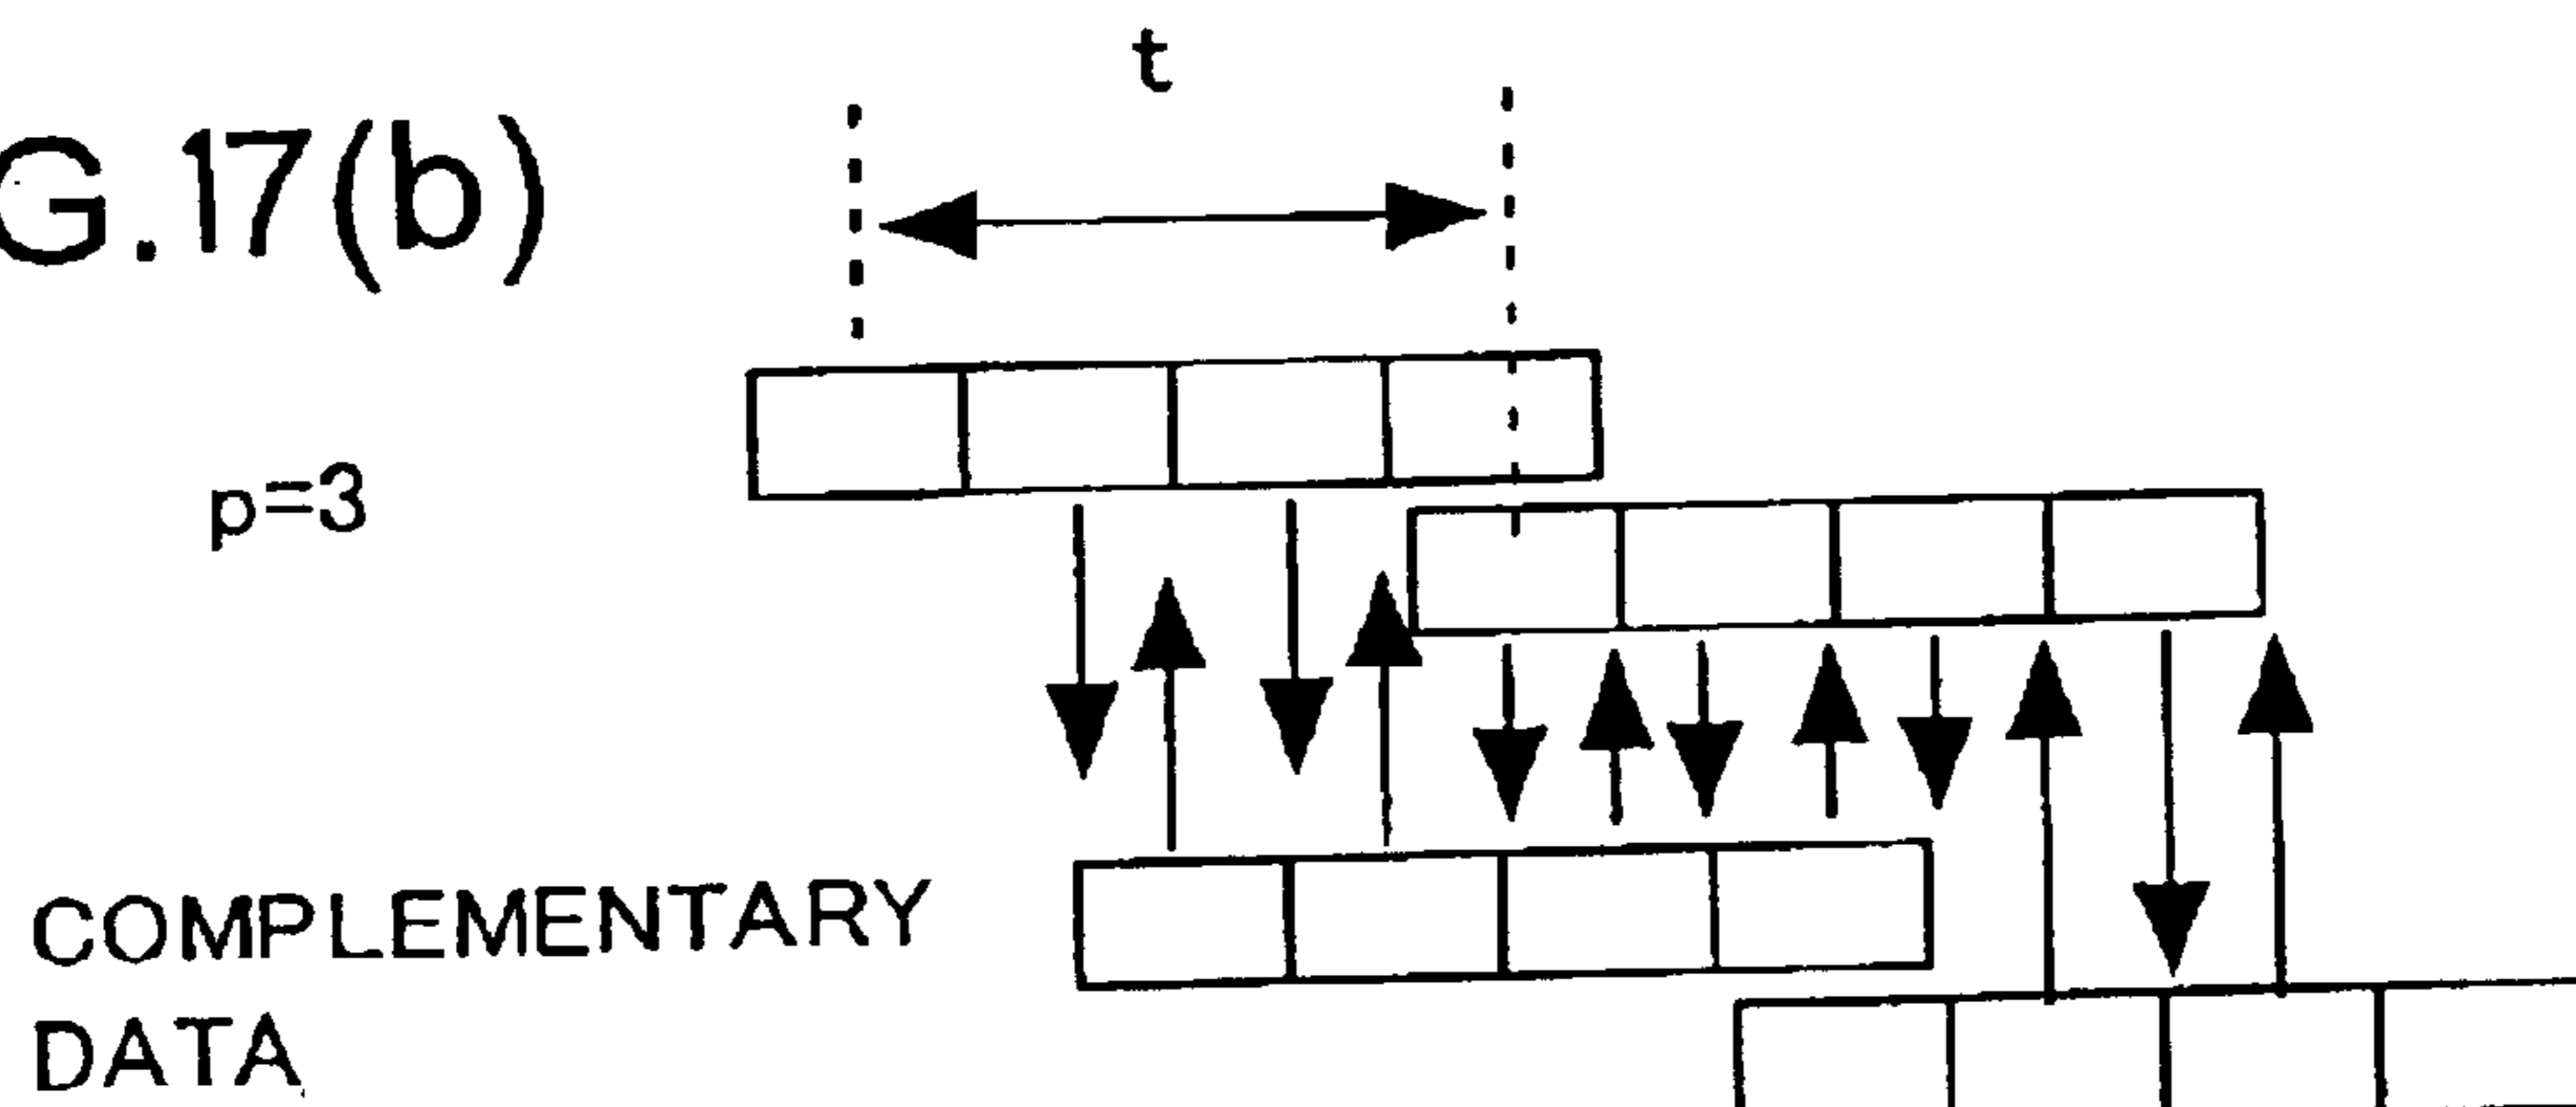 t
G.17(b)
p=3
COMPLEMENTARY
DATA